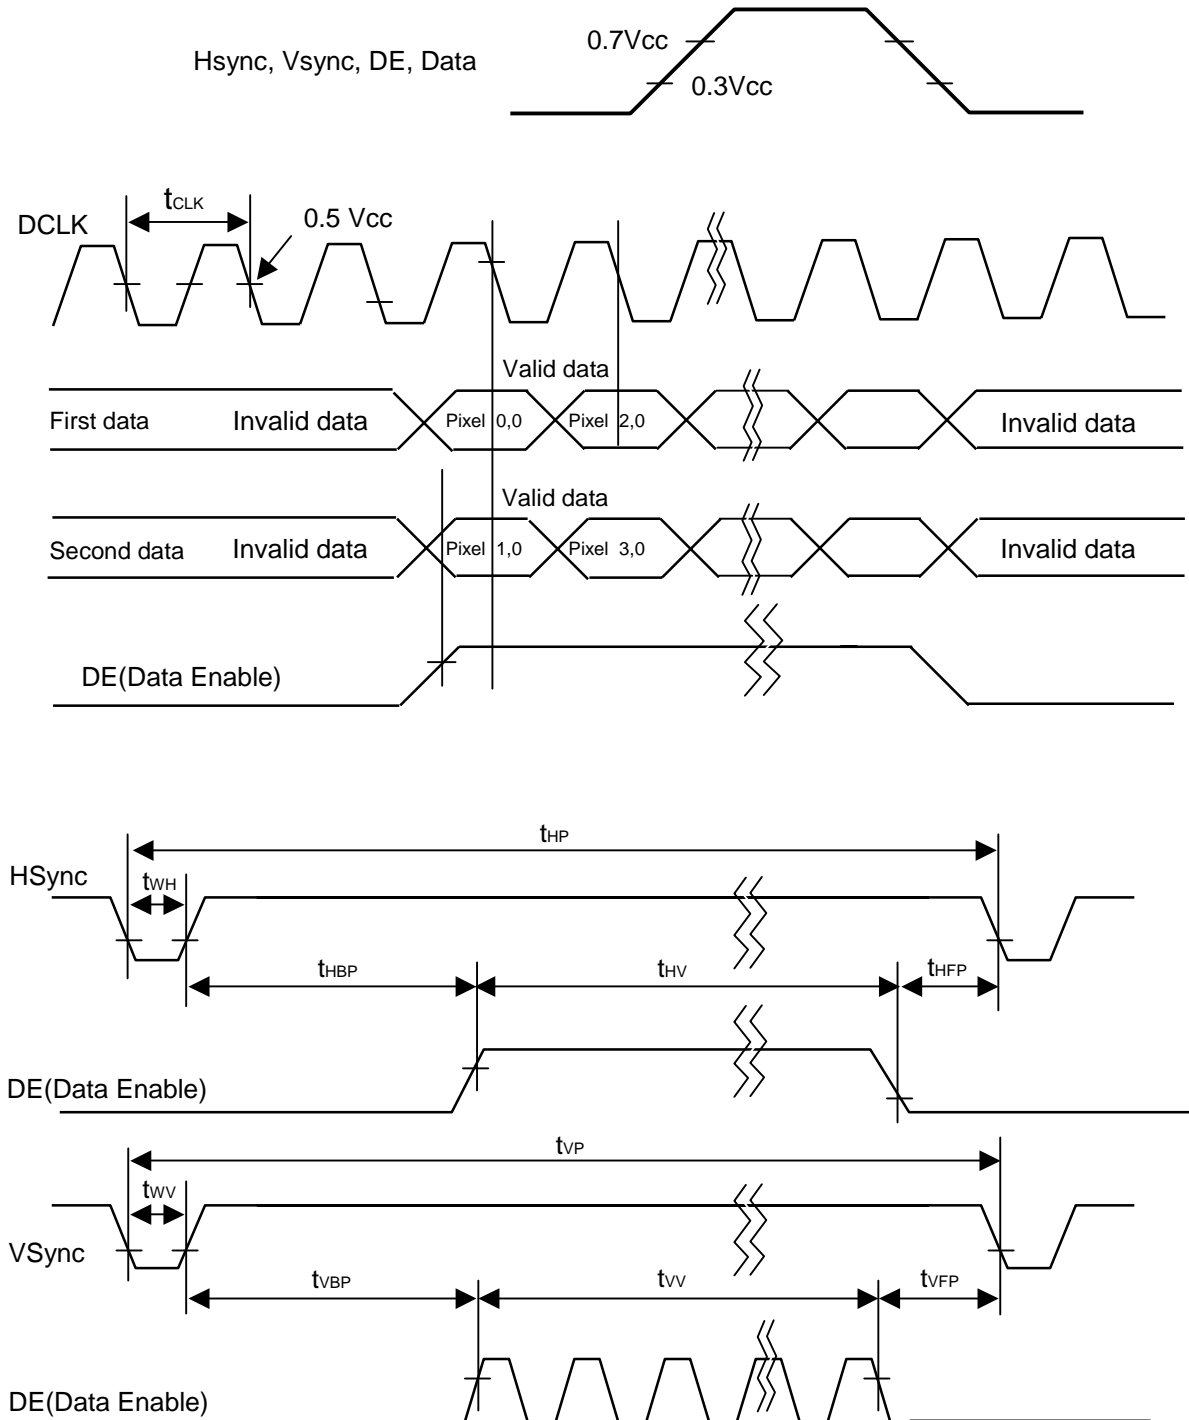 0.7Vcc
Hsync, Vsync, DE, Data
0.3Vcc
tCLK
DCLK
0.5 Vcc
Valid data
First data Invalid data Pixel 0,0 Pixel 2,0 Invalid data
Valid data
Second data Invalid data Pixel 1,0 Pixel 3,0 Invalid data
DE(Data Enable)
tHP
HSync
tWH
tHBP tHV tHFP
DE(Data Enable)
tVP
tWV
VSync
tVBP tVV tVFP
DE(Data Enable)